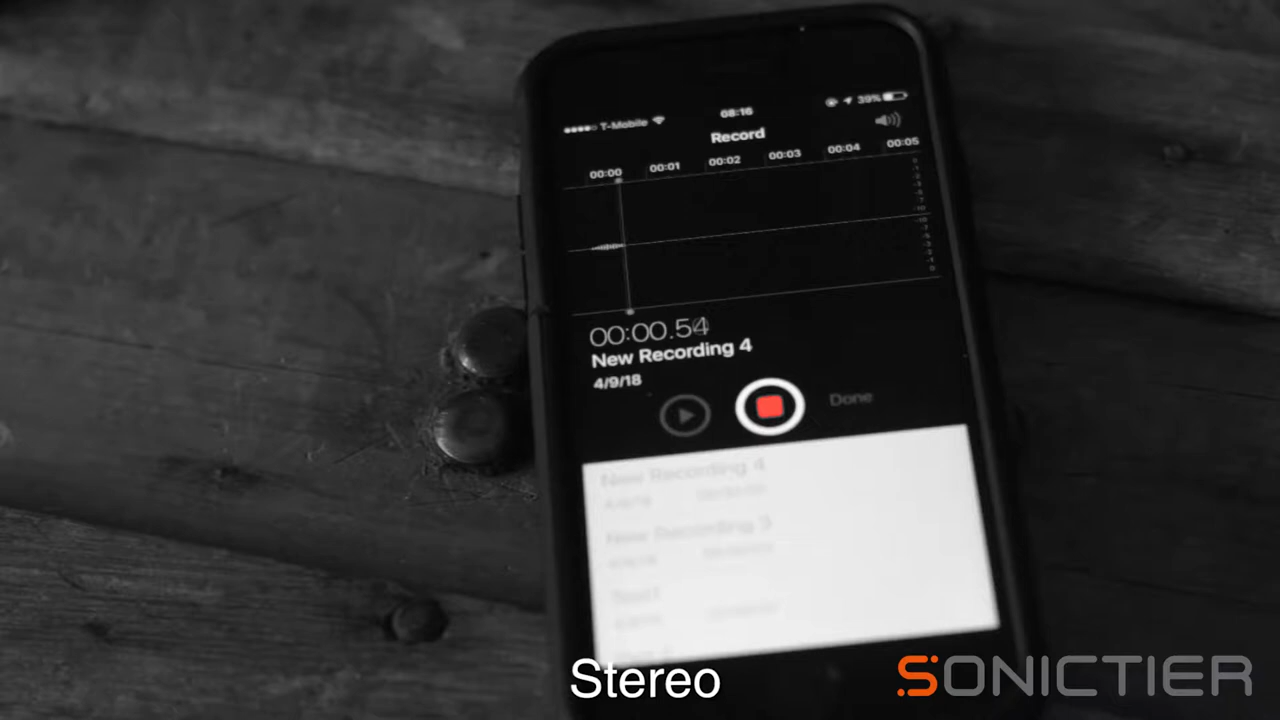 T-Mobile 08:16 39%
Record
00:00 00:01 00:02 00:03 00:04 00:05
00:00.54
New Recording 4
4/9/18
Done
New Recording 4
New Recording 3
Stereo
SONICTIER